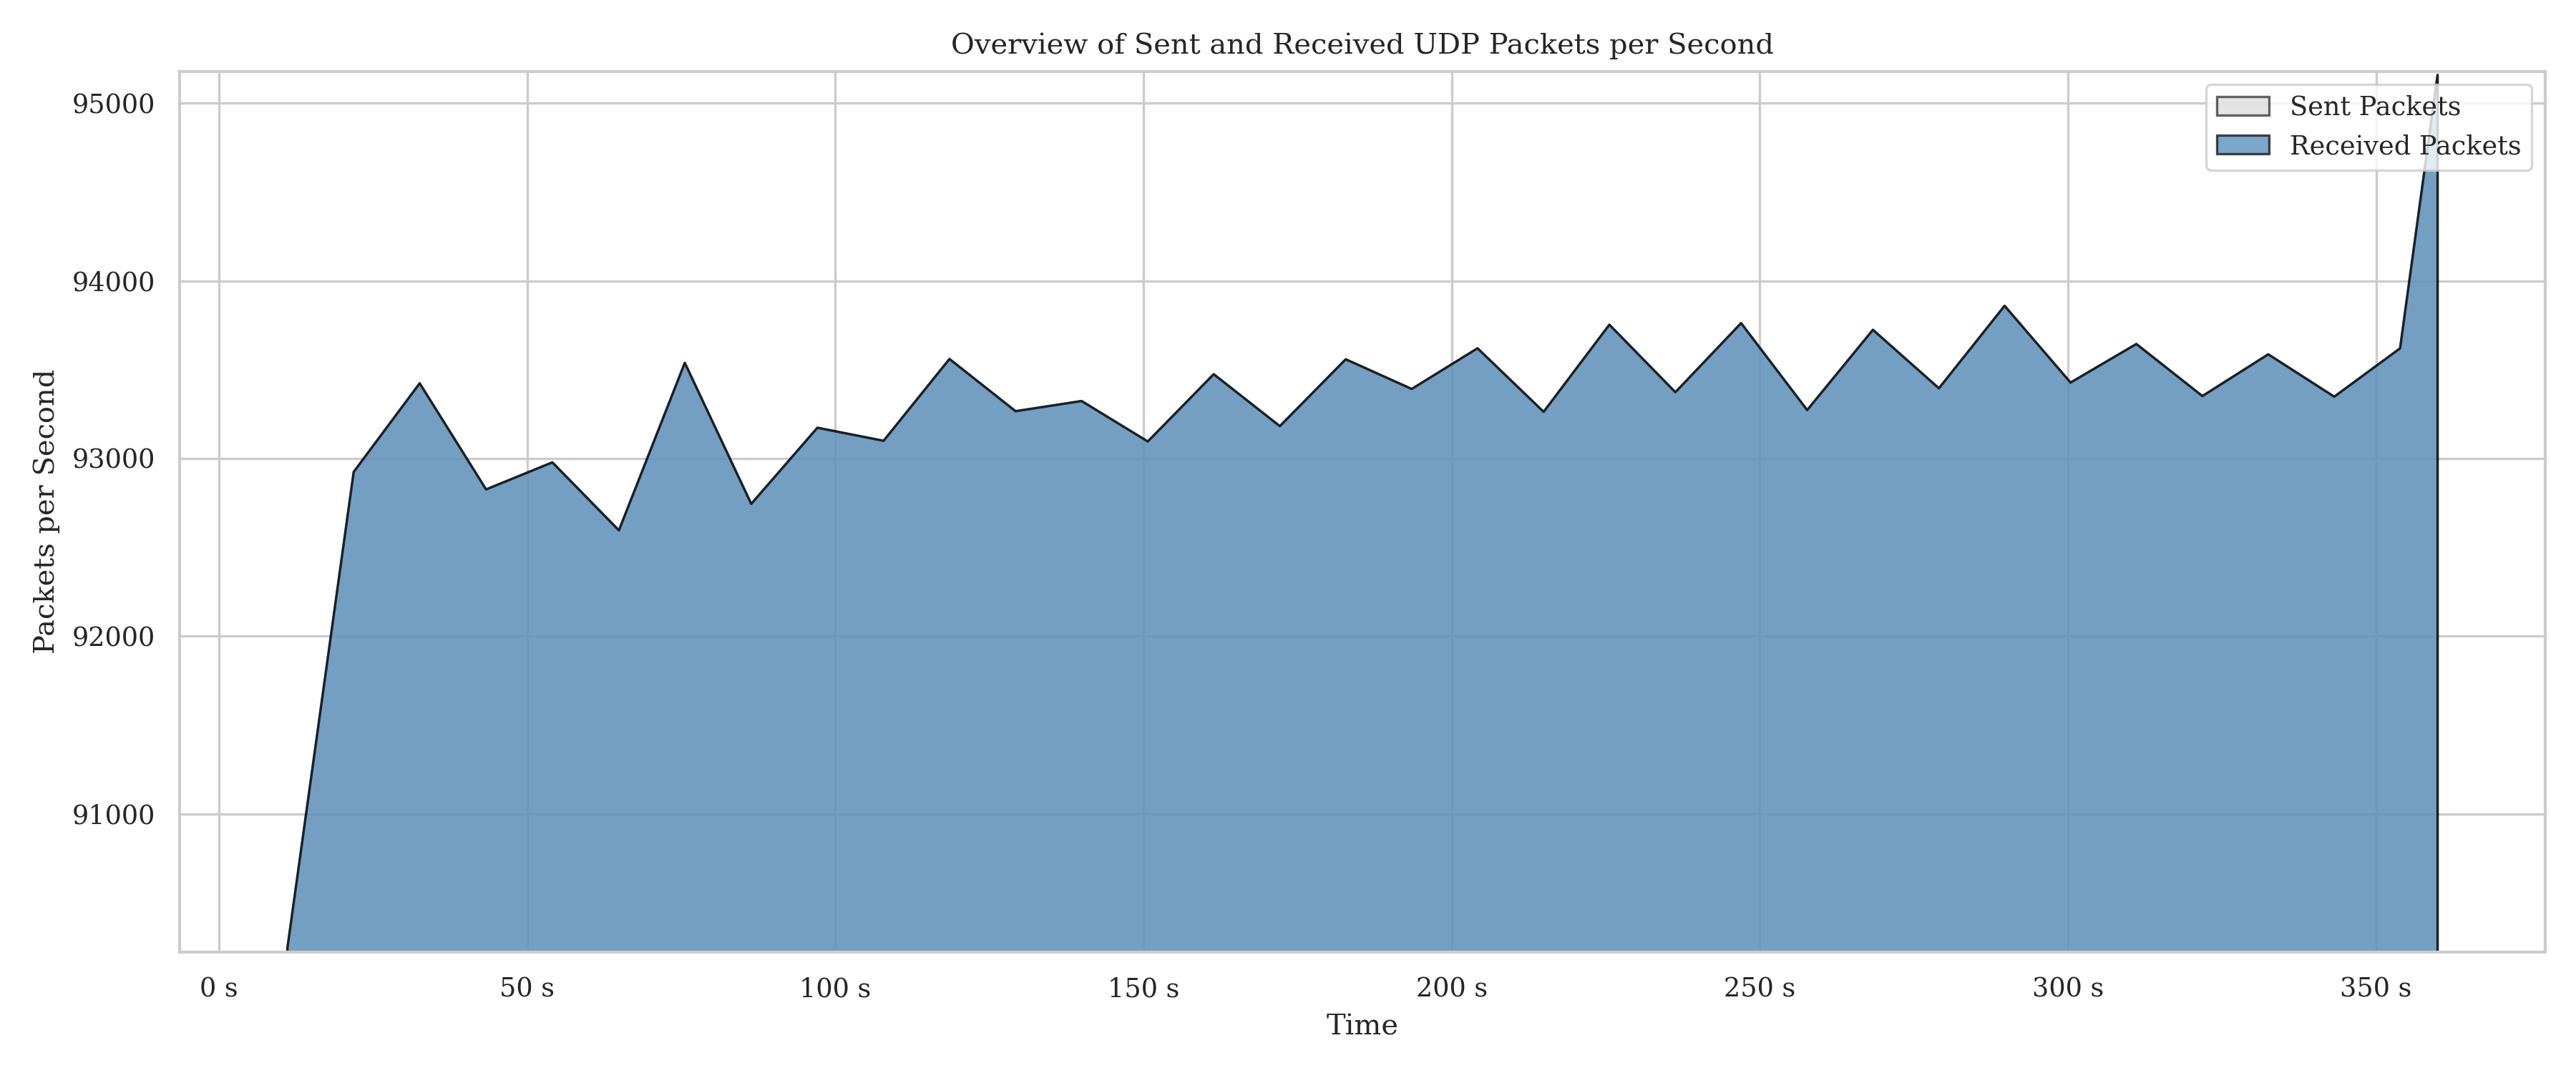 Overview of Sent and Received UDP Packets per Second
95000
94000
93000
92000
91000
Packets per Second
Sent Packets
Received Packets
0 s 50 s 100 s 150 s 200 s 250 s 300 s 350 s
Time